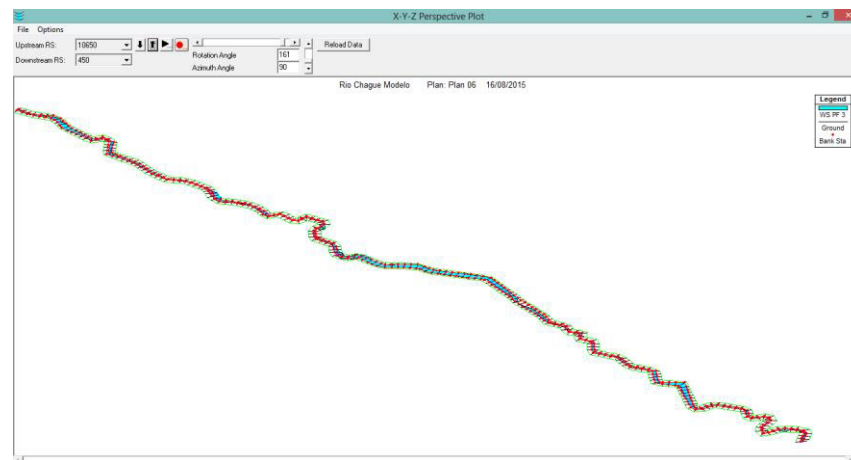 X-Y-Z Perspective Plot
File Options
Upstream RS: 10650
Downstream RS: 450
Rotation Angle 161
Azimuth Angle 90
Reload Data
Rio Chague Modelo Plan: Plan 06 16/08/2015
Legend
WS PF 3
Ground
Bank Sta